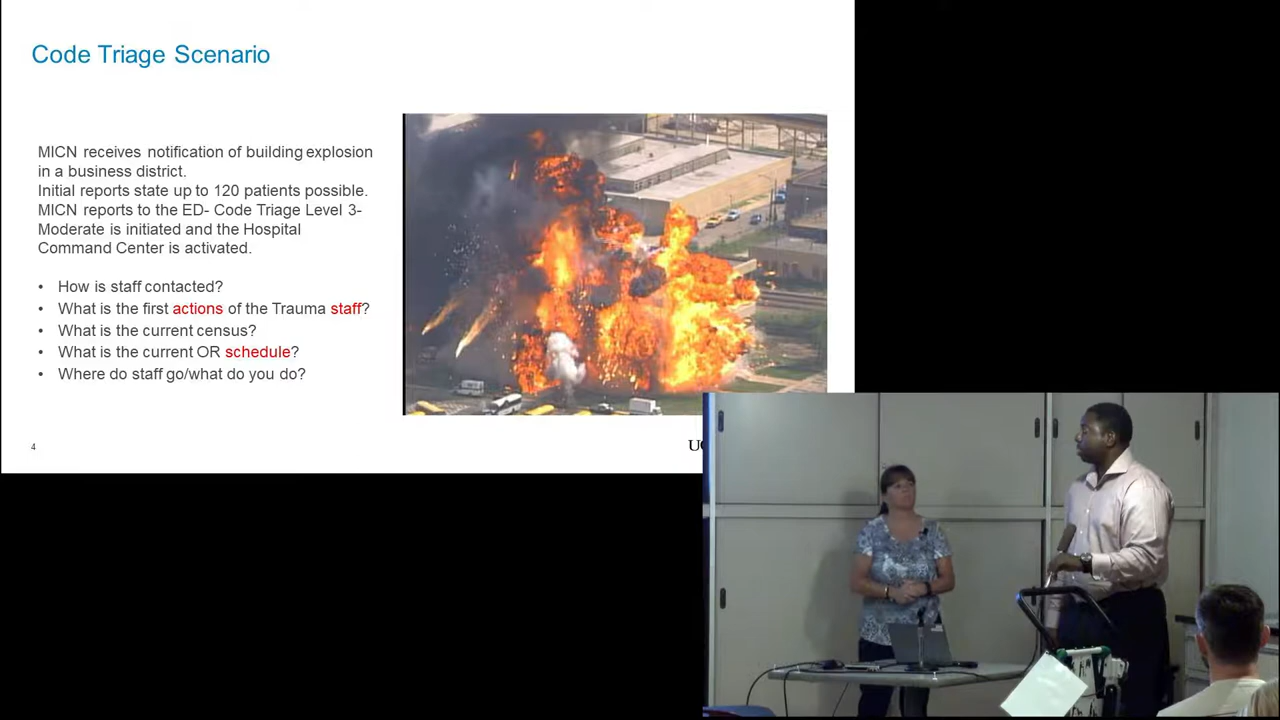 Code Triage Scenario
MICN receives notification of building explosion
in a business district.
Initial reports state up to 120 patients possible.
MICN reports to the ED- Code Triage Level 3-
Moderate is initiated and the Hospital
Command Center is activated.
• How is staff contacted?
• What is the first actions of the Trauma staff?
• What is the current census?
• What is the current OR schedule?
• Where do staff go/what do you do?
4